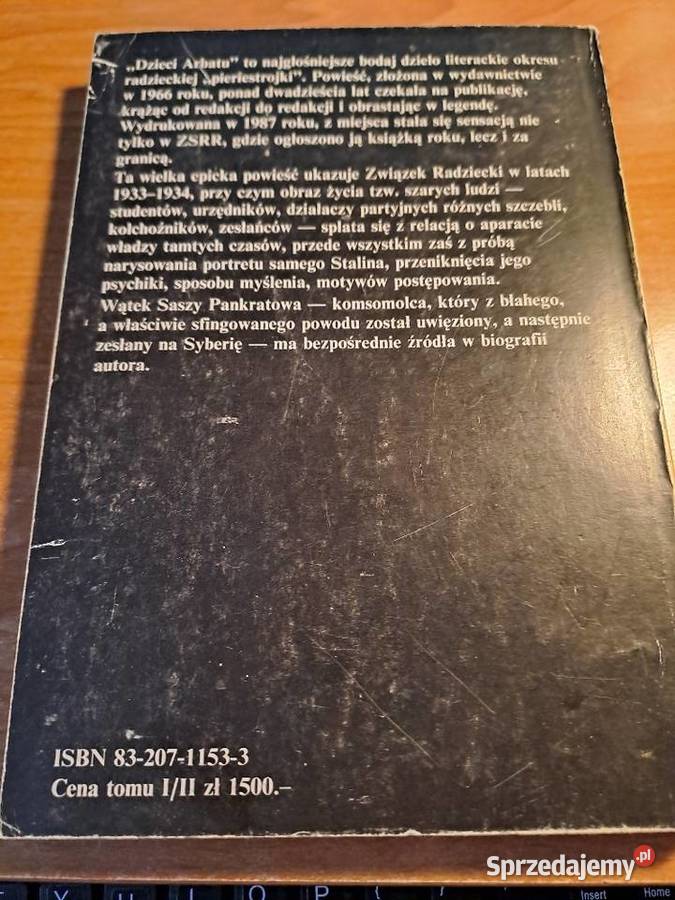 „Dzieci Arbatu" to najgłośniejsze bodaj dzieło literackie okresu
radzieckiej „pieriestrojki". Powieść, złożona w wydawnictwie
w 1966 roku, ponad dwadzieścia lat czekała na publikację,
krążąc od redakcji do redakcji i obrastając w legendę.
Wydrukowana w 1987 roku, z miejsca stała się sensacją nie
tylko w ZSRR, gdzie ogłoszono ją książką roku, lecz i za
granicą.
Ta wielka epicka powieść ukazuje Związek Radziecki w latach
1933–1934, przy czym obraz życia tzw. szarych ludzi —
studentów, urzędników, działaczy partyjnych różnych szczebli,
kołchoźników, zesłańców — splata się z relacją o aparacie
władzy tamtych czasów, przede wszystkim zaś z próbą
narysowania portretu samego Stalina, przeniknięcia jego
psychiki, sposobu myślenia, motywów postępowania.
Wątek Saszy Pankratowa — komsomolca, który z błahego,
a właściwie sfingowanego powodu został uwięziony, a następnie
zesłany na Syberię — ma bezpośrednie źródła w biografii
autora.
ISBN 83-207-1153-3
Cena tomu I/II zł 1500.–
Sprzedajemy.pl
Y U I O P { Insert Home